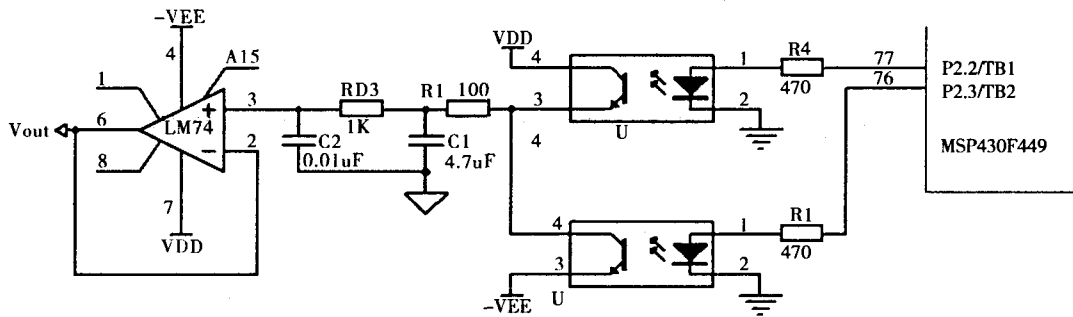 -VEE
4
1
A15
3
RD3
R1
100
VDD
4
3
1
R4
77
P2.2/TB1
470
76
P2.3/TB2
2
U
Vout
6
LM74
+
-
2
1K
C2
0.01uF
C1
4.7uF
4
MSP430F449
8
7
VDD
4
1
R1
470
3
2
-VEE
U